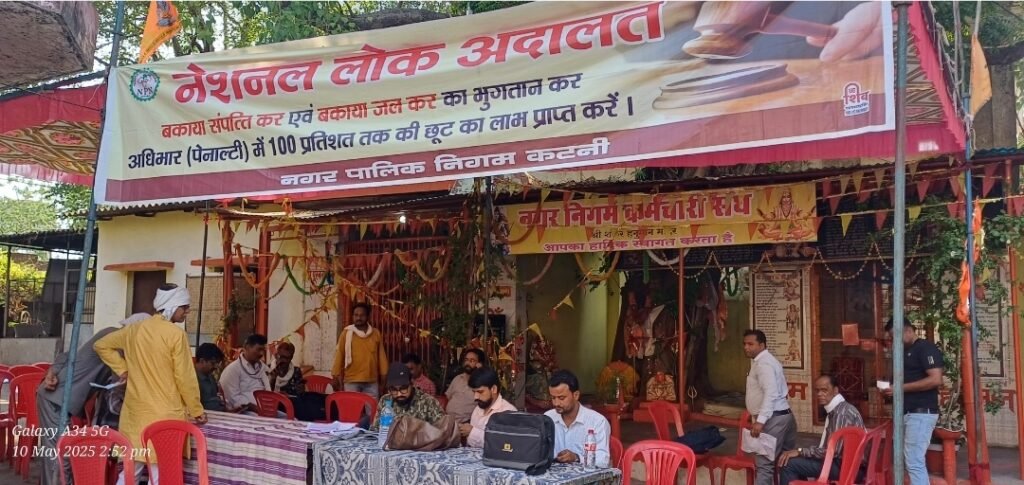 NPS
नेशनल लोक अदालत
बकाया संपत्ति कर एवं बकाया जल कर का भुगतान कर
अधिभार (पेनाल्टी) में 100 प्रतिशत तक की छूट का लाभ प्राप्त करें ।
नगर पालिक निगम कटनी
शिव
नगर निगम कर्मचारी संघ
आपका हार्दिक स्वागत करता है
Galaxy A34 5G
10 May 2025 2:52 pm